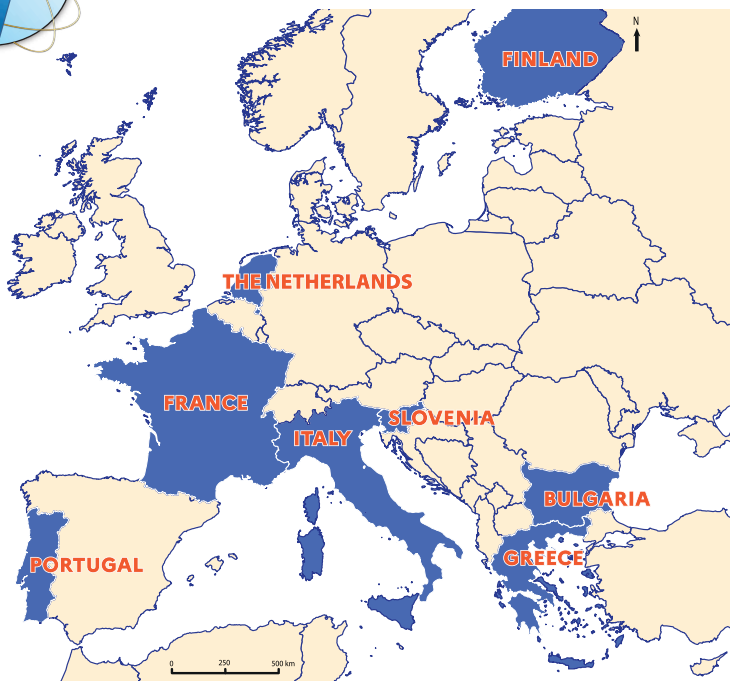 N
FINLAND
THE NETHERLANDS
FRANCE
SLOVENIA
ITALY
BULGARIA
GREECE
PORTUGAL
0 250 500 km